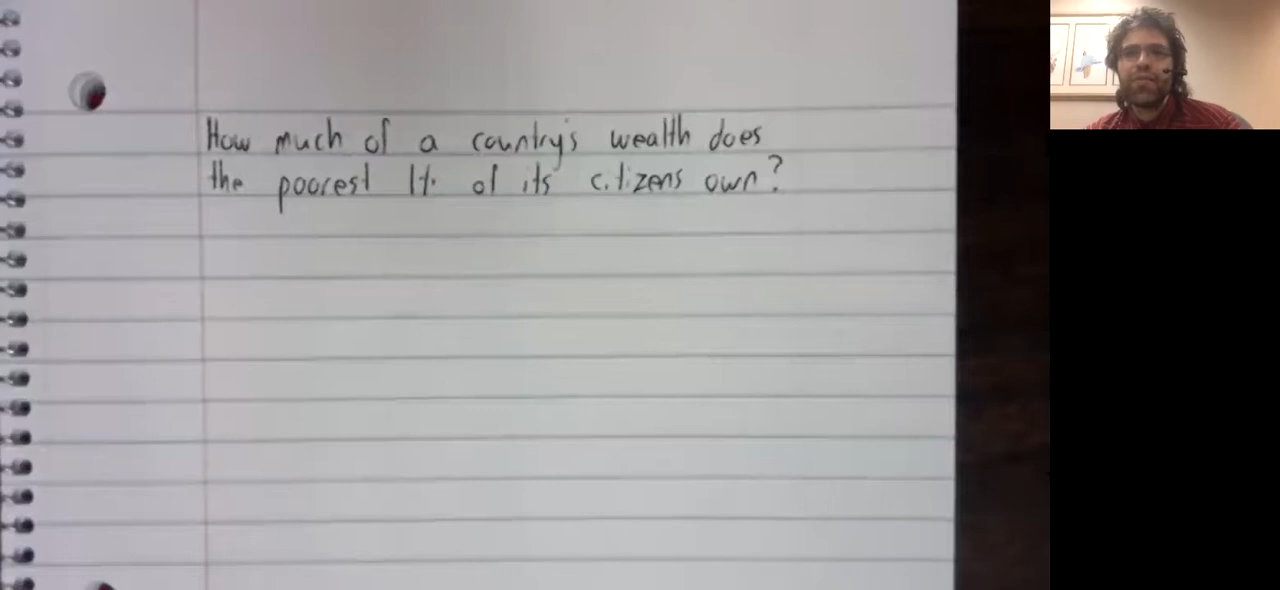 How much of a country's wealth does
the poorest 1% of its citizens own?